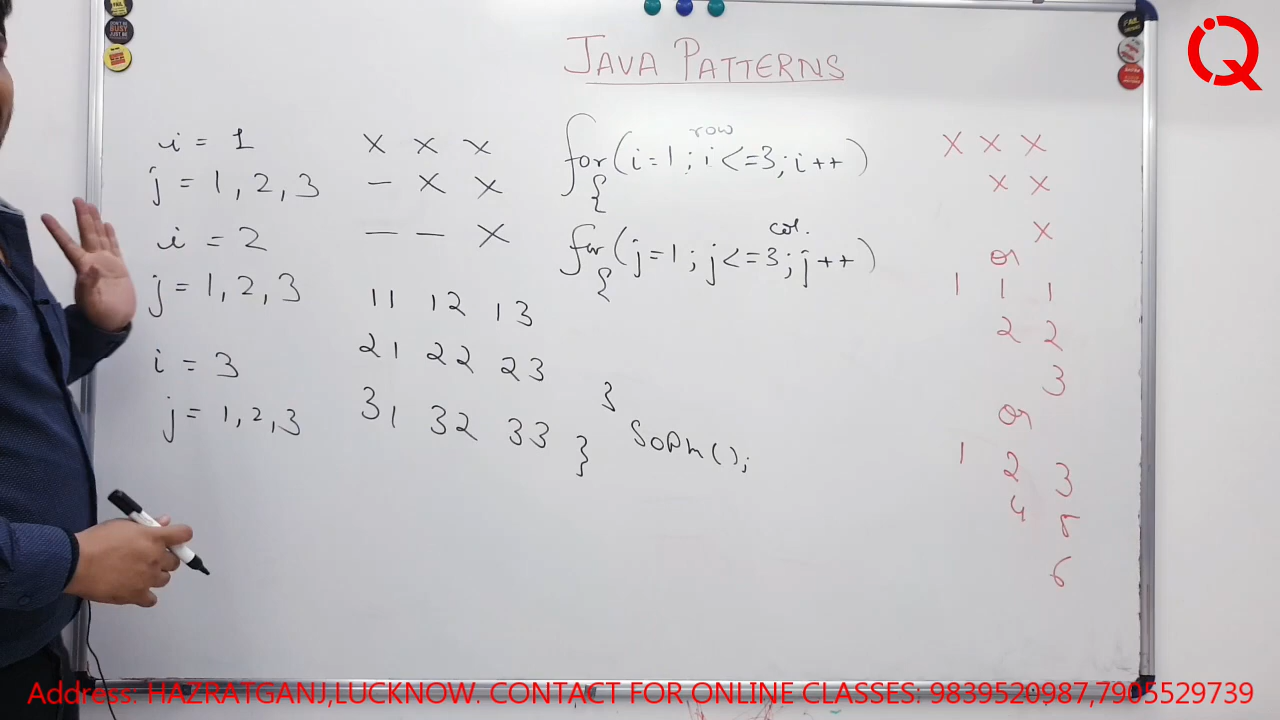 JAVA PATTERNS
i = 1
j = 1, 2, 3
i = 2
j = 1, 2, 3
i = 3
j = 1, 2, 3
x x x
– x x
– – x
11 12 13
21 22 23
31 32 33
row
for(i=1; i<=3; i++)
{
col.
for(j=1; j<=3; j++)
{
}
SOPln();
}
x x x
x x
x
or
1 1 1
2 2
3
or
1 2 3
4 5
6
IQ
Address: HAZRATGANJ,LUCKNOW. CONTACT FOR ONLINE CLASSES: 9839520987,7905529739